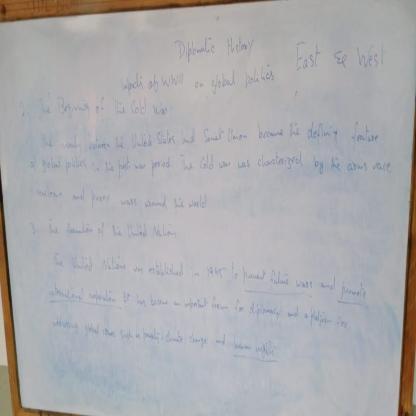 Diplomatic History
East & West
Impacts of WWII on global politics
2. The Beginning of the Cold War
The rivalry between the United States and Soviet Union became the defining feature
of global politics in the post war period. The Cold war was characterized by the arms race,
and proxy wars around the world
3. The formation of the United Nations
The United Nations was established in 1945 to prevent future wars and promote
international cooperation. It has become an important forum for diplomacy and a platform for
addressing global issues such as poverty, climate change and human rights